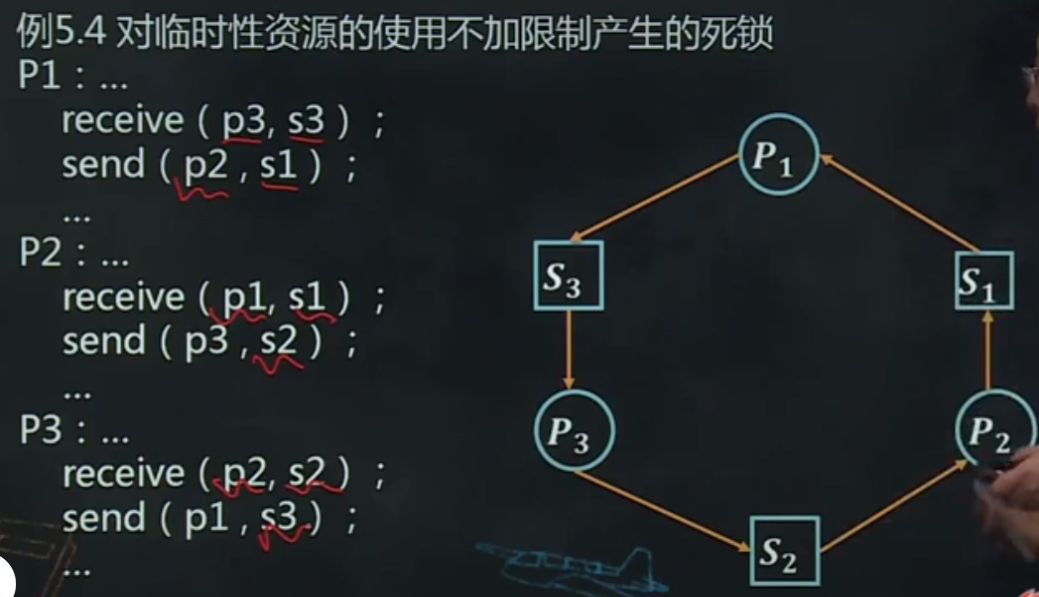 例5.4 对临时性资源的使用不加限制产生的死锁
P1：...
receive ( p3, s3 ) ;
send ( p2 , s1 ) ;
...
P2：...
receive ( p1, s1 ) ;
send ( p3 , s2 ) ;
...
P3：...
receive ( p2, s2 ) ;
send ( p1 , s3 ) ;
...
P1
S3
S1
P3
P2
S2